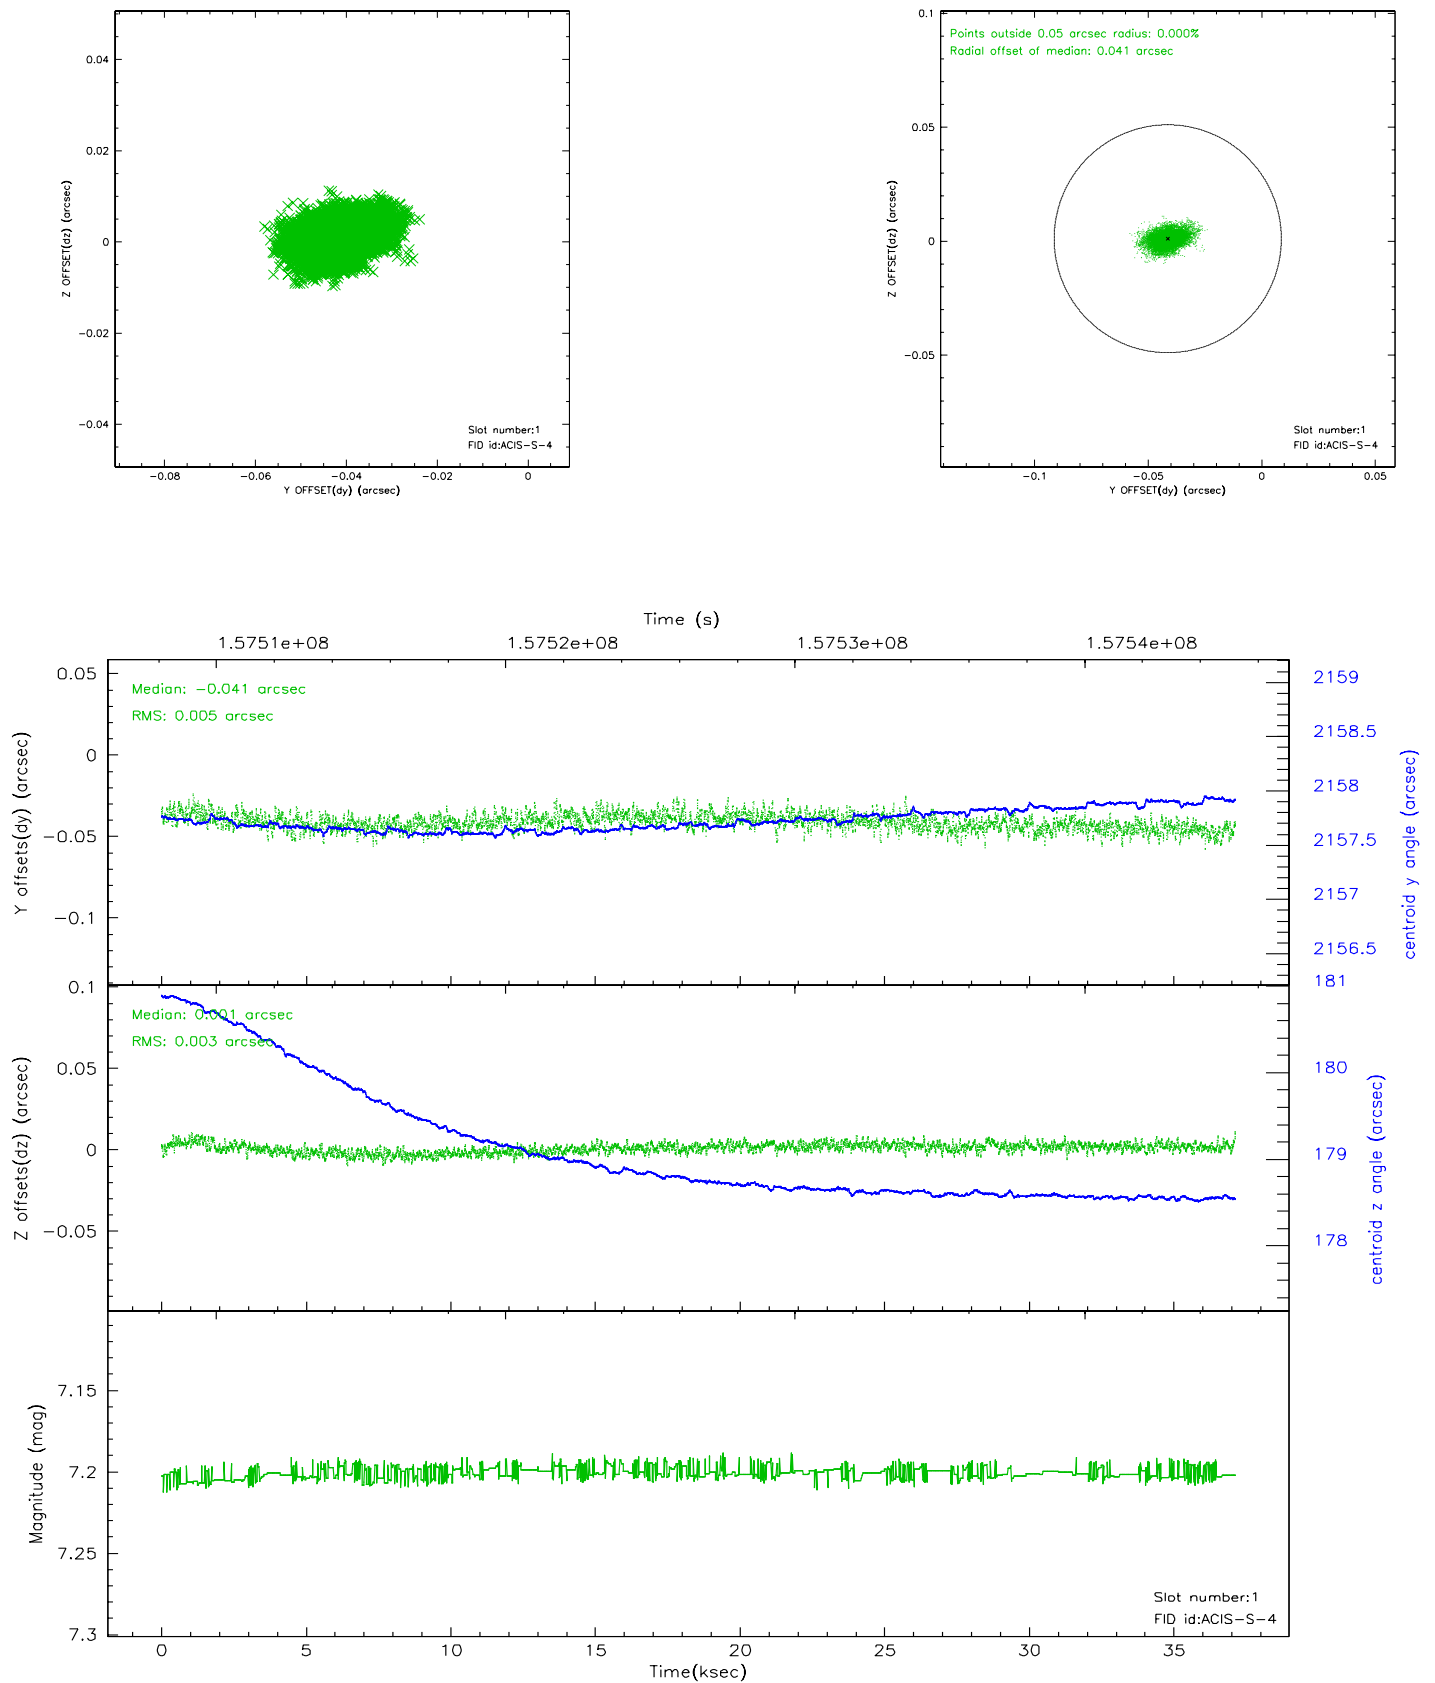 0.04
0.02
0
−0.02
−0.04
Z OFFSET(dz) (arcsec)
Slot number:1
FID id:ACIS−S−4
−0.08 −0.06 −0.04 −0.02 0
Y OFFSET(dy) (arcsec)
Points outside 0.05 arcsec radius: 0.000%
Radial offset of median: 0.041 arcsec
0.1
0.05
0
−0.05
Z OFFSET(dz) (arcsec)
Slot number:1
FID id:ACIS−S−4
−0.1 −0.05 0 0.05
Y OFFSET(dy) (arcsec)
Time (s)
1.5751e+08 1.5752e+08 1.5753e+08 1.5754e+08
Median: −0.041 arcsec
RMS: 0.005 arcsec
0.05
0
−0.05
−0.1
Y offsets(dy) (arcsec)
2159
2158.5
2158
2157.5
2157
2156.5
centroid y angle (arcsec)
Median: 0.001 arcsec
RMS: 0.003 arcsec
0.1
0.05
0
−0.05
Z offsets(dz) (arcsec)
181
180
179
178
centroid z angle (arcsec)
7.15
7.2
7.25
7.3
Magnitude (mag)
Slot number:1
FID id:ACIS−S−4
0 5 10 15 20 25 30 35
Time(ksec)